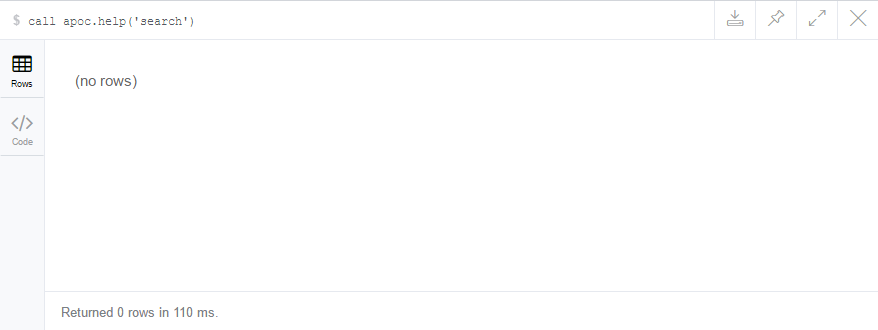 $ call apoc.help('search')
Rows
(no rows)
</>
Code
Returned 0 rows in 110 ms.